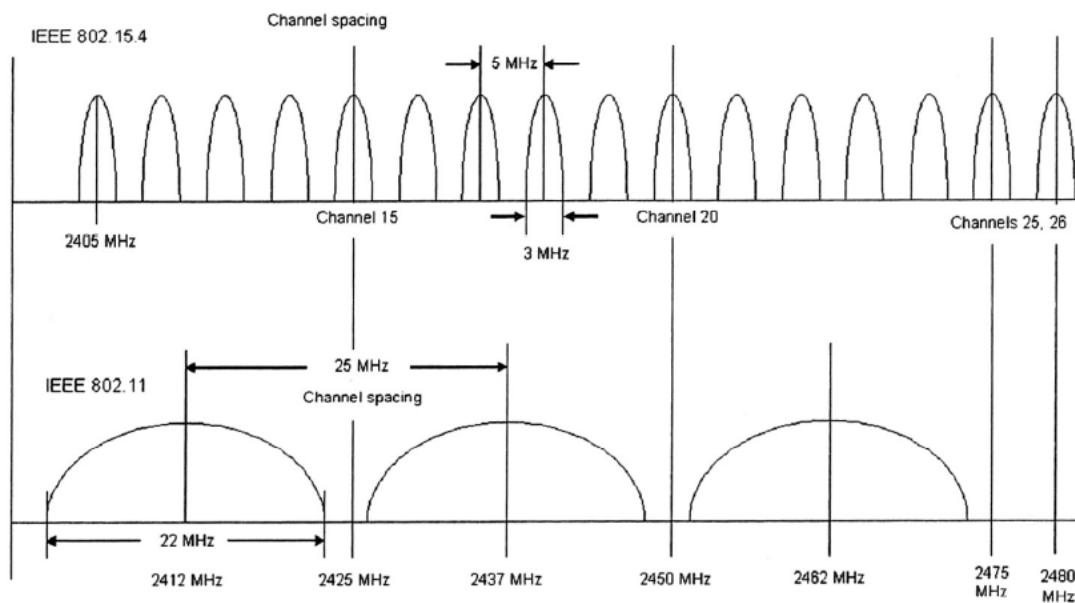 Channel spacing
IEEE 802.15.4
5 MHz
Channel 15
Channel 20
Channels 25, 26
2405 MHz
3 MHz
25 MHz
IEEE 802.11
Channel spacing
22 MHz
2412 MHz
2425 MHz
2437 MHz
2450 MHz
2462 MHz
2475
MHz
2480
MHz